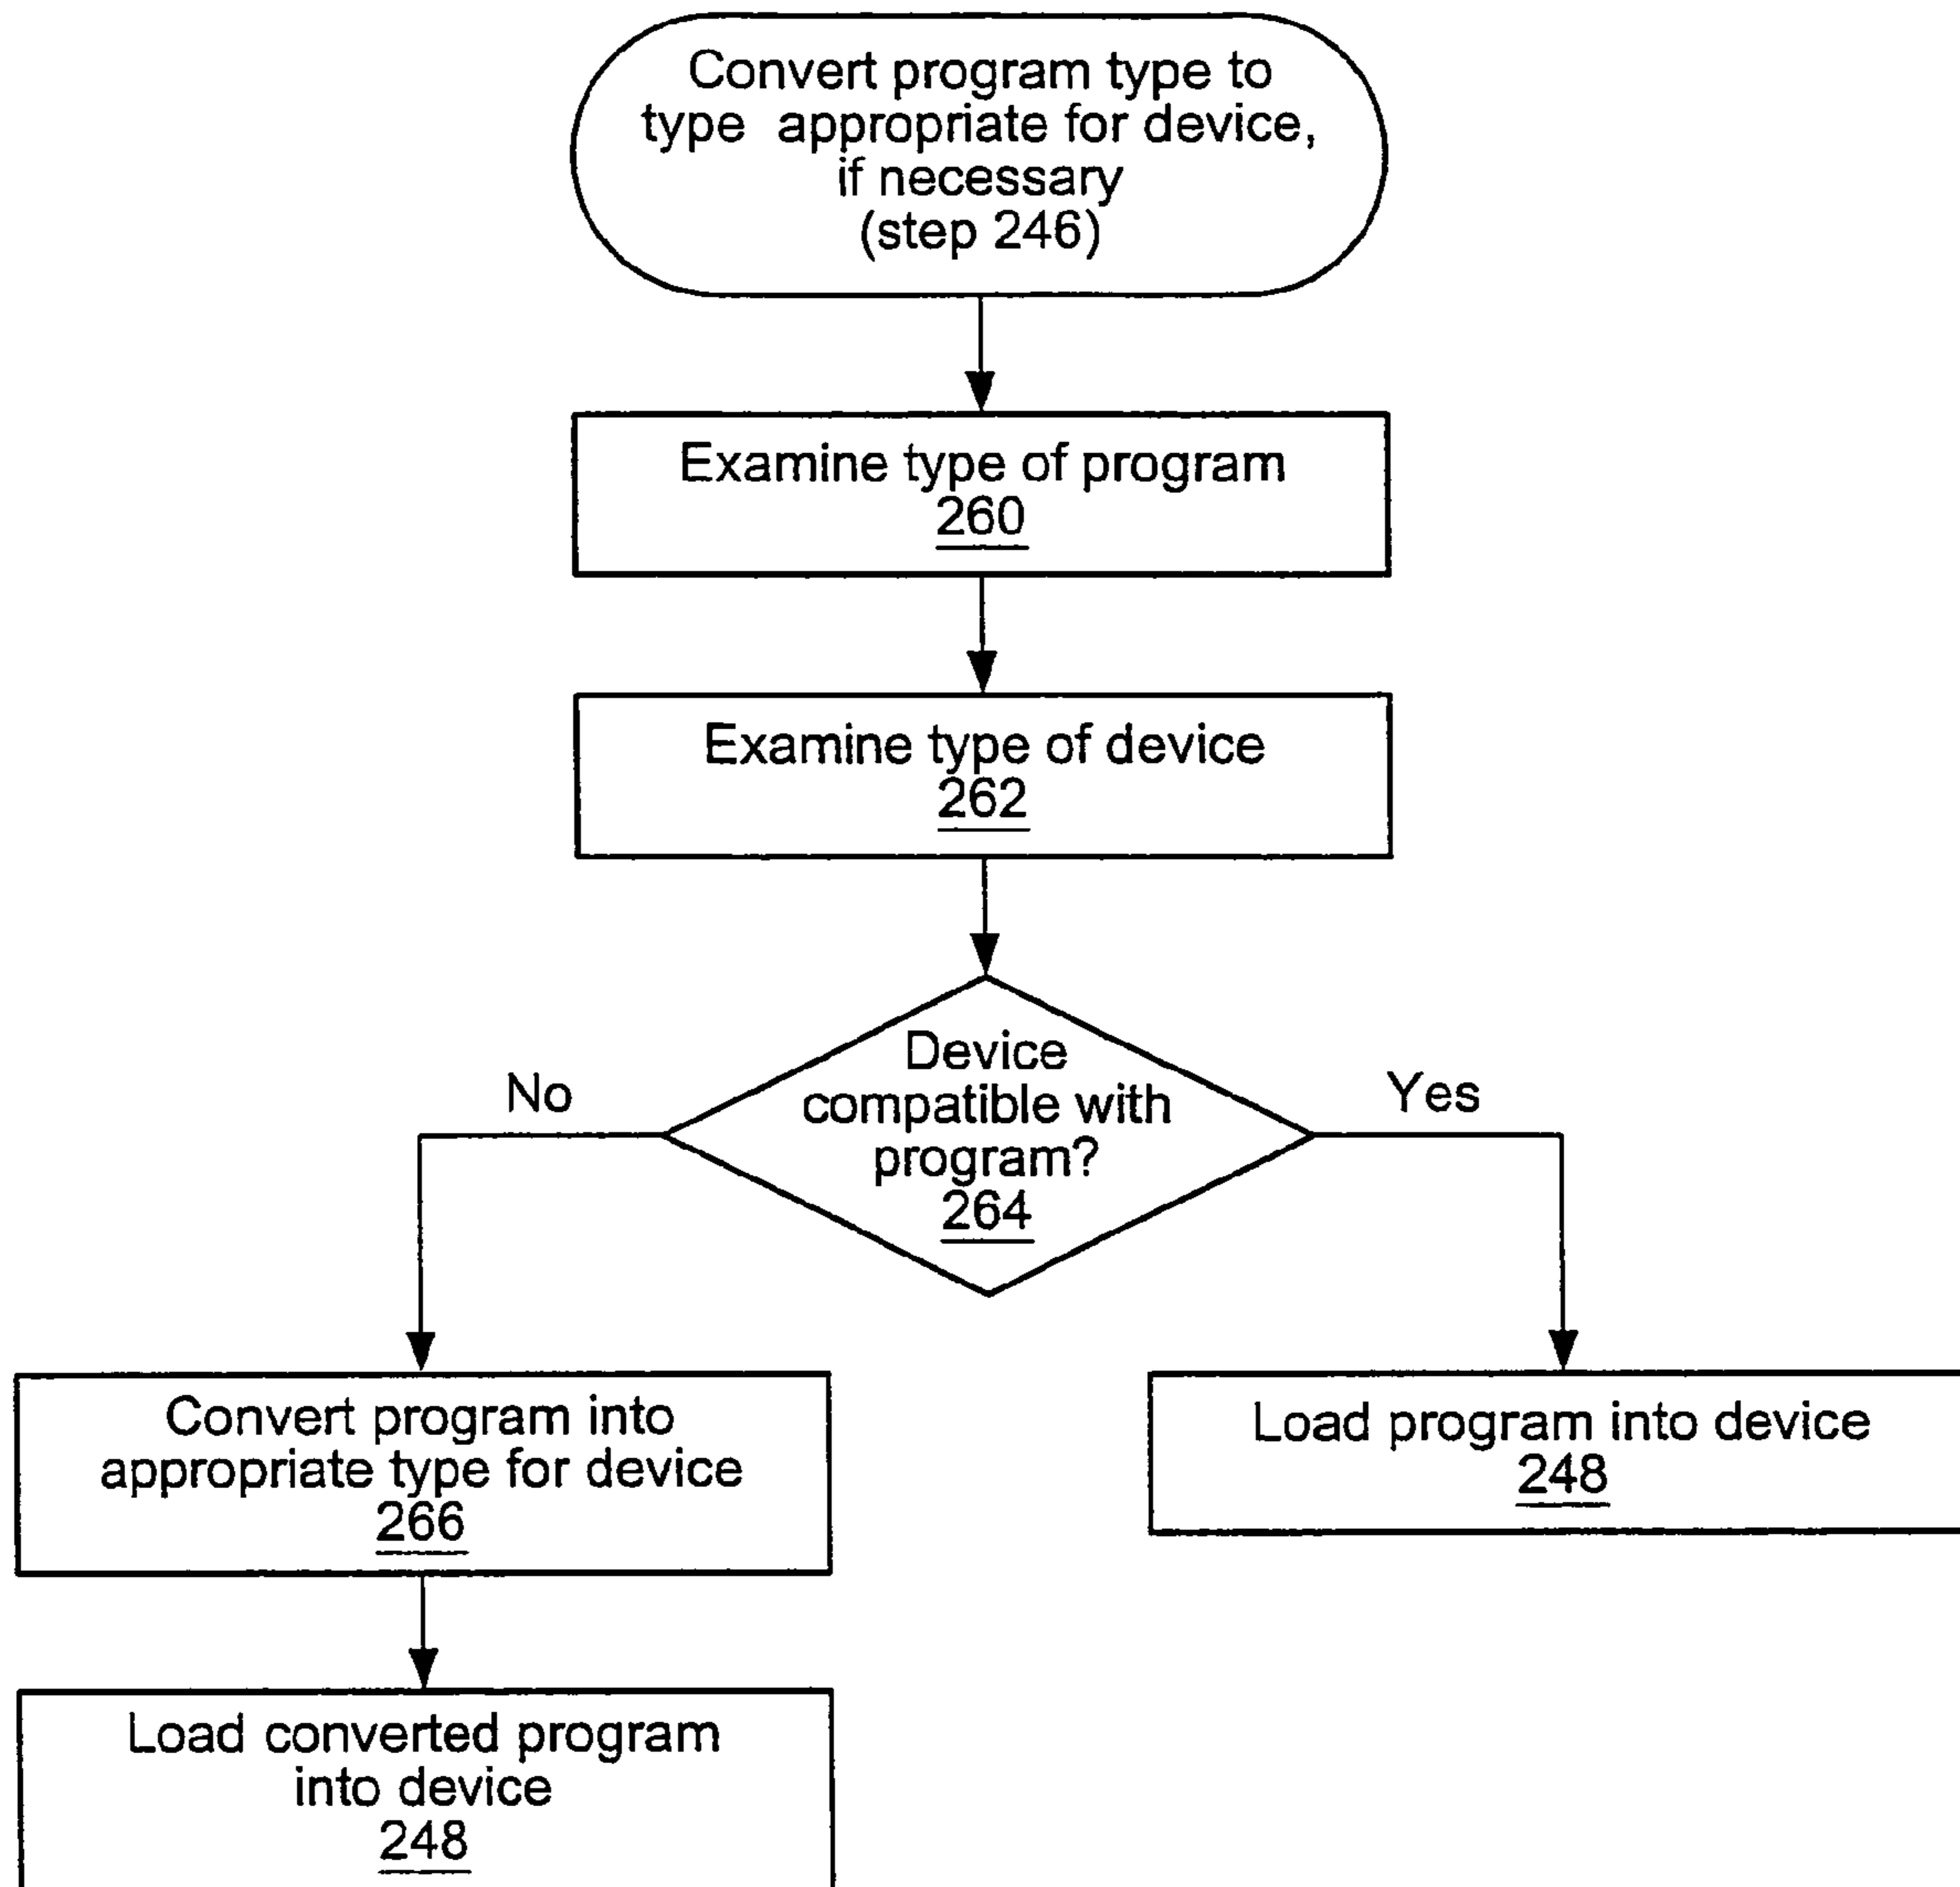 Convert program type to
type appropriate for device,
if necessary
(step 246)
Examine type of program
260
Examine type of device
262
Device
compatible with
program?
264
No
Yes
Convert program into
appropriate type for device
266
Load program into device
248
Load converted program
into device
248